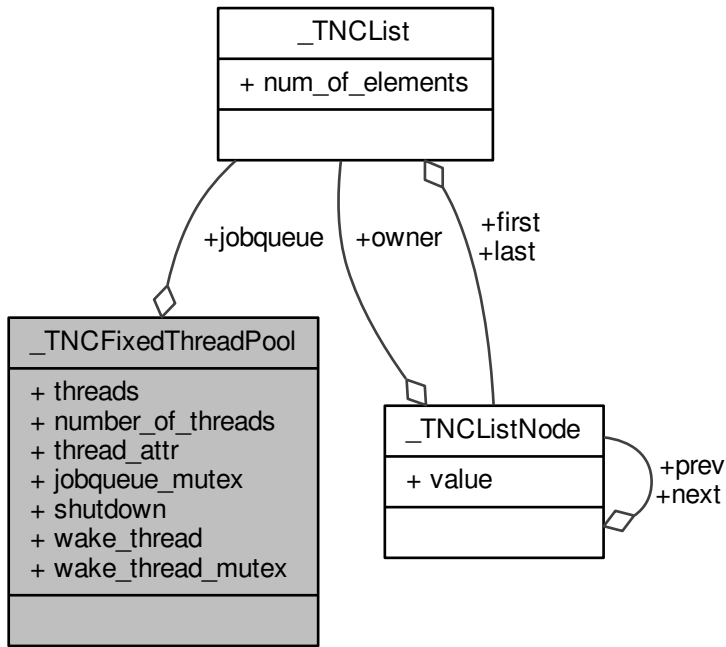 _TNCList
+ num_of_elements
+jobqueue
+owner
+first
+last
_TNCFixedThreadPool
+ threads
+ number_of_threads
+ thread_attr
+ jobqueue_mutex
+ shutdown
+ wake_thread
+ wake_thread_mutex
_TNCListNode
+ value
+prev
+next